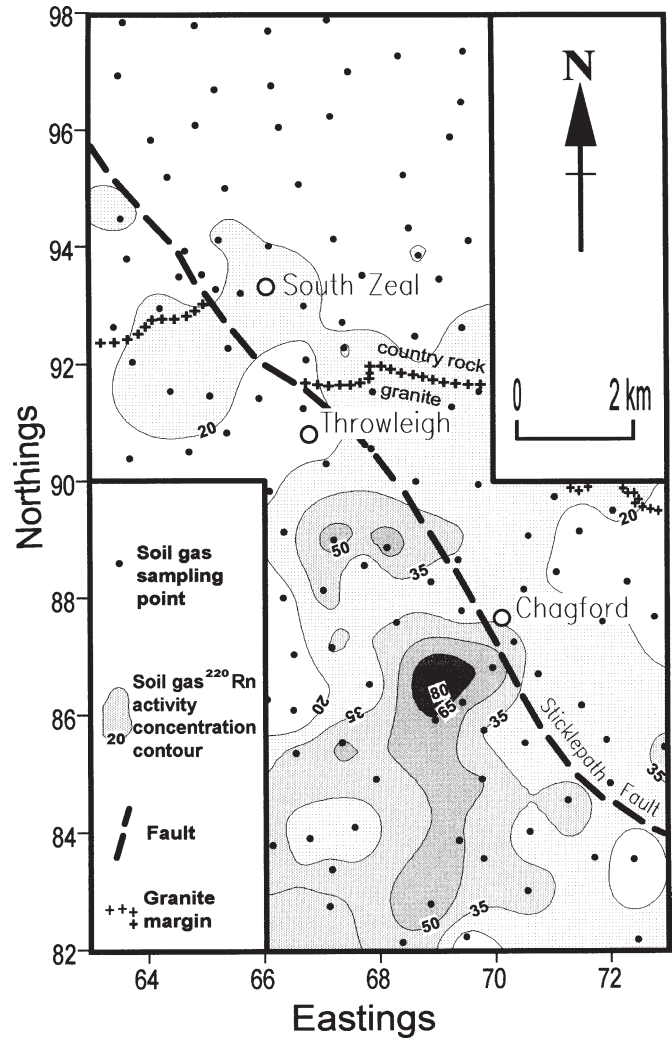 98
96
94
92
90
88
86
84
82
Northings
64
66
68
70
72
Eastings
N
0 2 km
South Zeal
country rock
granite
Throwleigh
20
50
35
20
Chagford
20
35
80
65
35
Sticklepath Fault
35
50
35
Soil gas
sampling
point
Soil gas ²²⁰Rn
activity
concentration
contour
20
Fault
Granite
margin